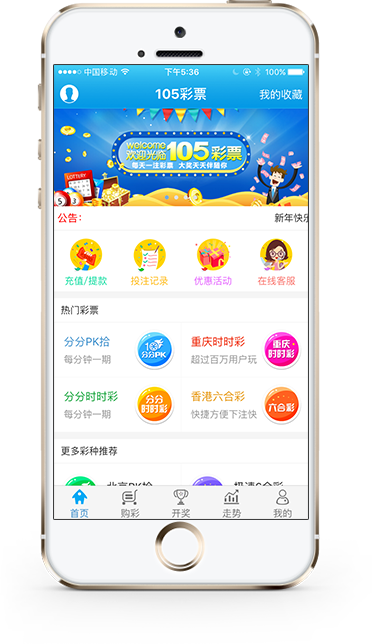 中国移动 下午5:36 100%
105彩票 我的收藏
welcome
欢迎光临 105彩票
每天一注彩票 大奖天天伴随你
LOTTERY
公告: 新年快乐
充值/提款 投注记录 优惠活动 在线客服
热门彩票
分分PK拾
每分钟一期
分分PK
重庆时时彩
超过百万用户玩
重庆
时时彩
分分时时彩
每分钟一期
分分
时时彩
香港六合彩
快捷方便下注快
六合彩
更多彩种推荐
北京PK拾 极速6合彩
首页 购彩 开奖 走势 我的